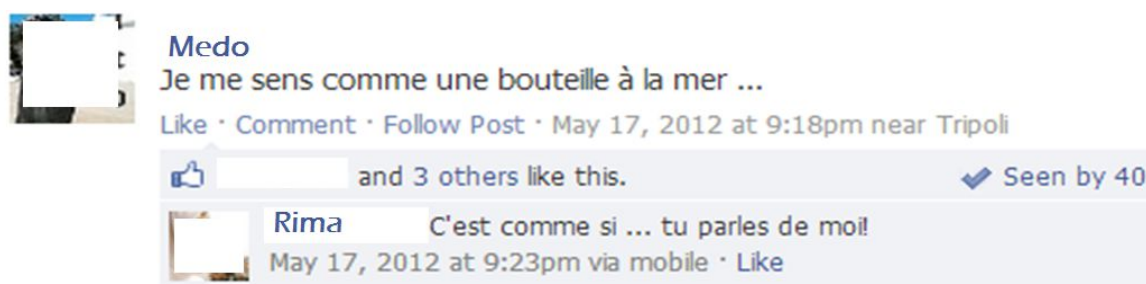 Medo
Je me sens comme une bouteille à la mer ...
Like · Comment · Follow Post · May 17, 2012 at 9:18pm near Tripoli
and 3 others like this. Seen by 40
Rima C'est comme si ... tu parles de moi!
May 17, 2012 at 9:23pm via mobile · Like